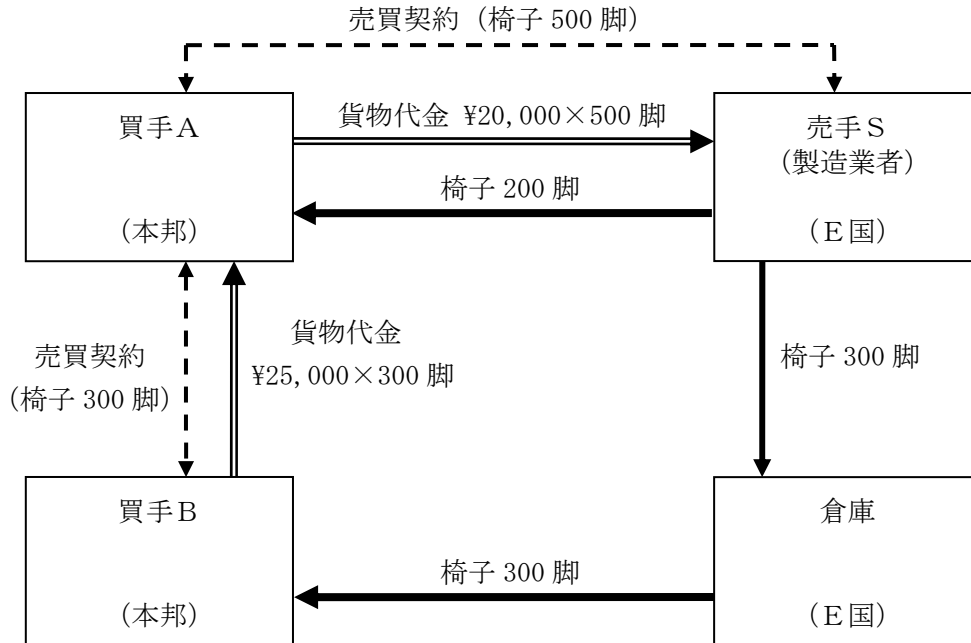 売買契約（椅子 500 脚）
買手Ａ
（本邦）
貨物代金 ¥20,000×500 脚
椅子 200 脚
売手Ｓ
（製造業者）
（Ｅ国）
売買契約
（椅子 300 脚）
貨物代金
¥25,000×300 脚
椅子 300 脚
買手Ｂ
（本邦）
椅子 300 脚
倉庫
（Ｅ国）